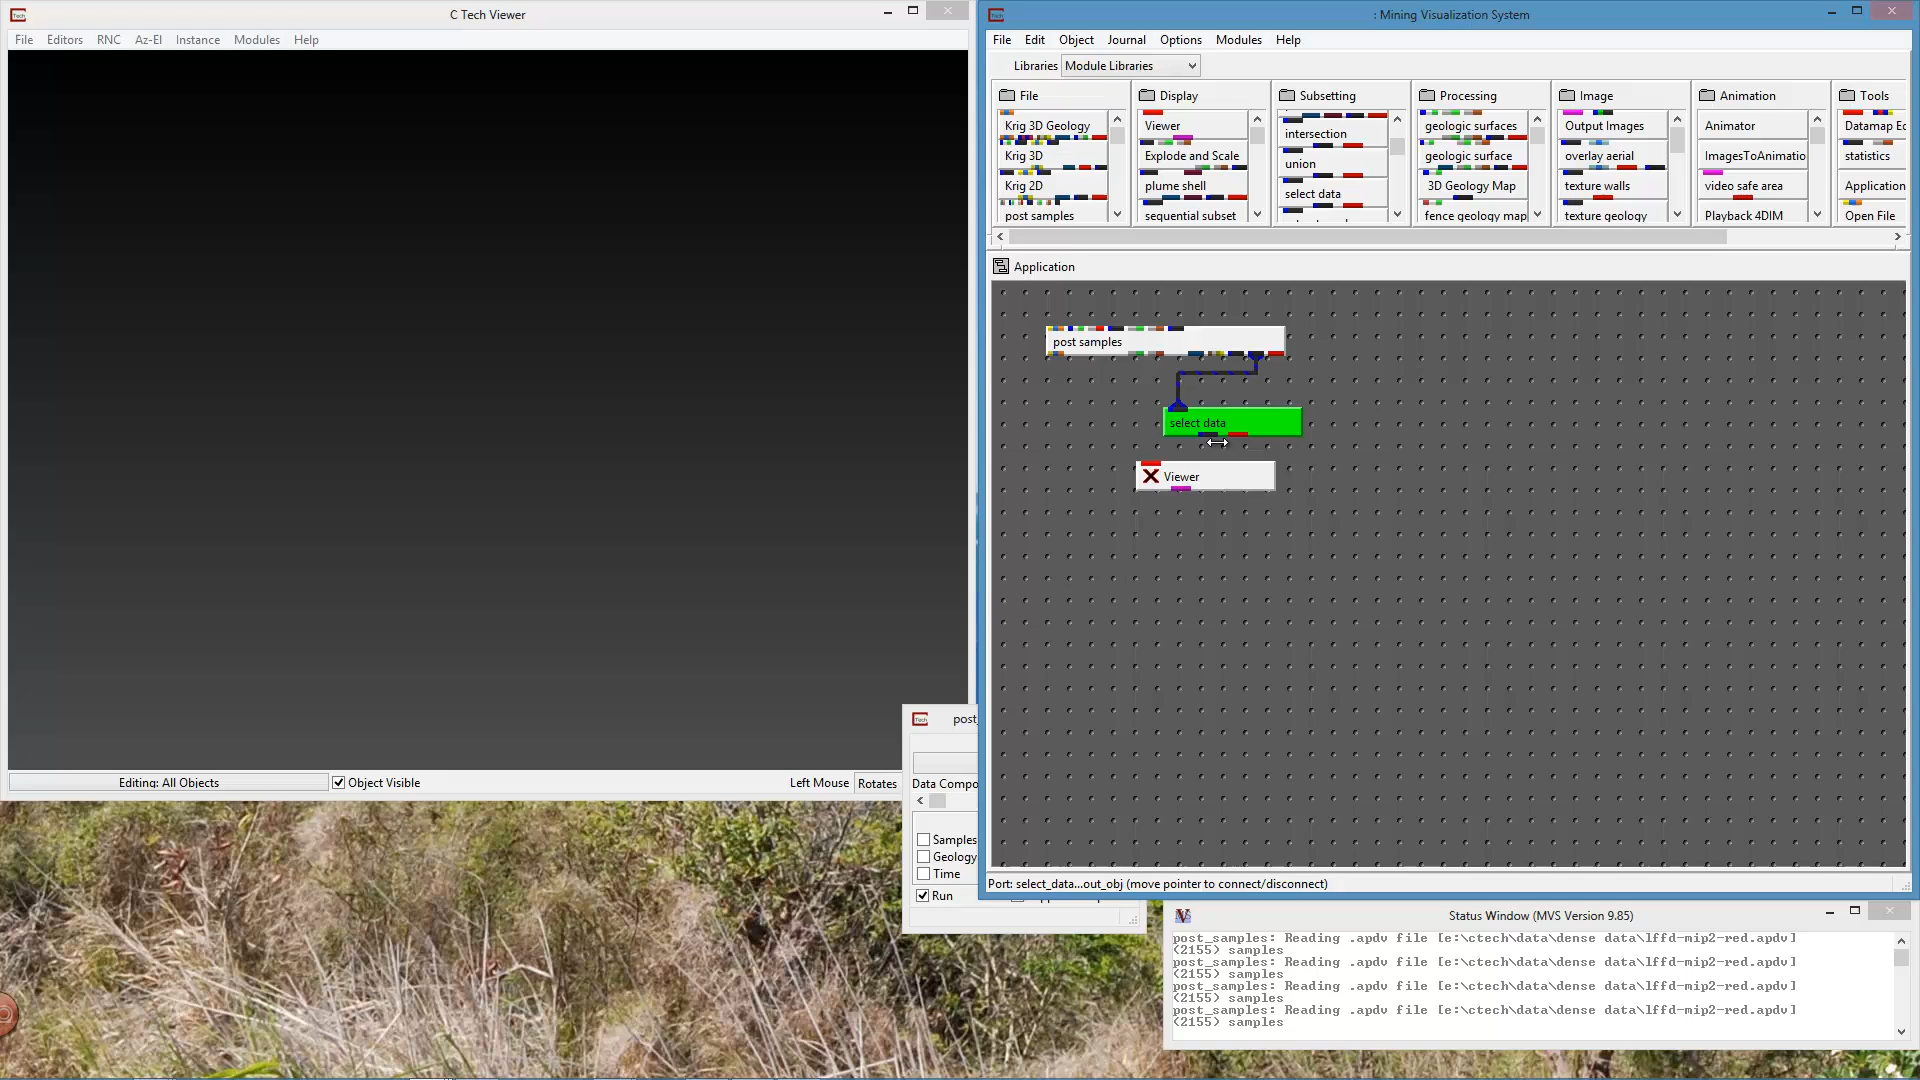 C Tech Viewer
File Editors RNC Az-El Instance Modules Help
Editing: All Objects Object Visible Left Mouse Rotates
: Mining Visualization System
File Edit Object Journal Options Modules Help
Libraries Module Libraries
File
Krig 3D Geology
Krig 3D
Krig 2D
post samples
Display
Viewer
Explode and Scale
plume shell
sequential subset
Subsetting
intersection
union
select data
Processing
geologic surfaces
geologic surface
3D Geology Map
fence geology map
Image
Output Images
overlay aerial
texture walls
texture geology
Animation
Animator
ImagesToAnimatio
video safe area
Playback 4DIM
Tools
Datamap Ec
statistics
Application
Open File
Application
post samples
select data
Viewer
Port: select_data...out_obj (move pointer to connect/disconnect)
post_
Data Compo
Samples
Geology
Time
Run
Status Window (MVS Version 9.85)
post_samples: Reading .apdv file [e:\ctech\data\dense data\lffd-mip2-red.apdv]
(2155) samples
post_samples: Reading .apdv file [e:\ctech\data\dense data\lffd-mip2-red.apdv]
(2155) samples
post_samples: Reading .apdv file [e:\ctech\data\dense data\lffd-mip2-red.apdv]
(2155) samples
post_samples: Reading .apdv file [e:\ctech\data\dense data\lffd-mip2-red.apdv]
(2155) samples